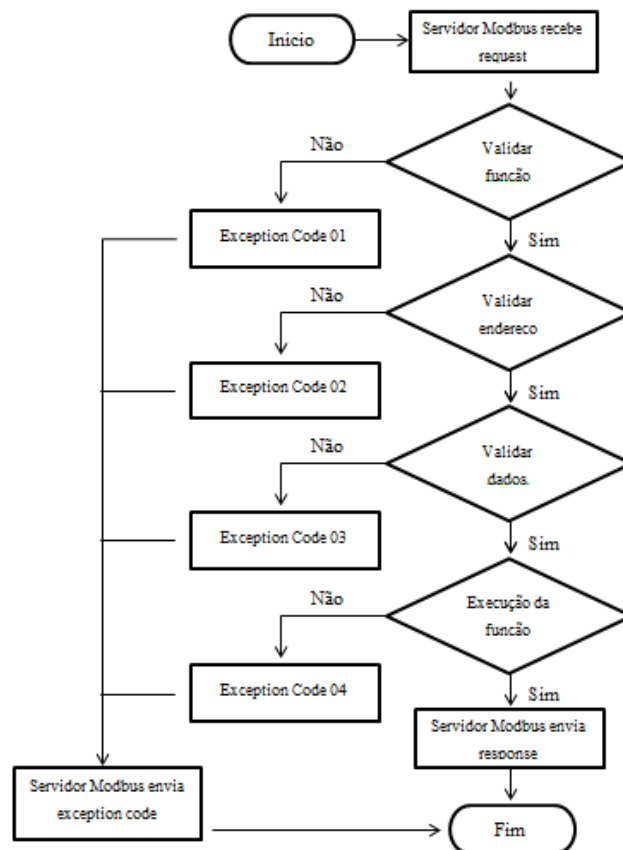 Inicio
Servidor Modbus recebe
request
Não
Validar
funcão
Exception Code 01
Sim
Não
Validar
endereco
Exception Code 02
Sim
Não
Validar
dados.
Exception Code 03
Sim
Não
Execução da
funcão
Exception Code 04
Sim
Servidor Modbus envia
response
Servidor Modbus envia
exception code
Fim